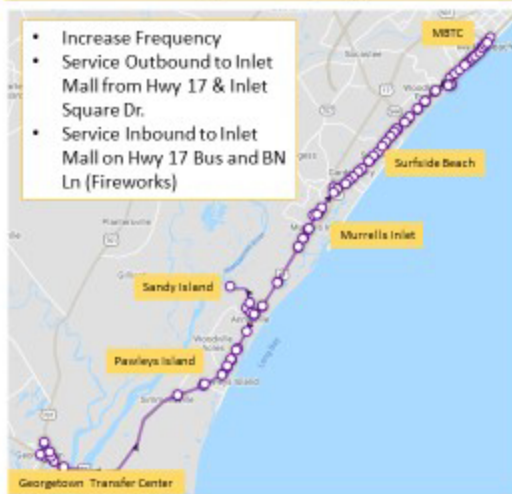 • Increase Frequency
• Service Outbound to Inlet
Mall from Hwy 17 & Inlet
Square Dr.
• Service Inbound to Inlet
Mall on Hwy 17 Bus and BN
Ln (Fireworks)
MBTC
Surfside Beach
Murrells Inlet
Sandy Island
Pawleys Island
Georgetown Transfer Center